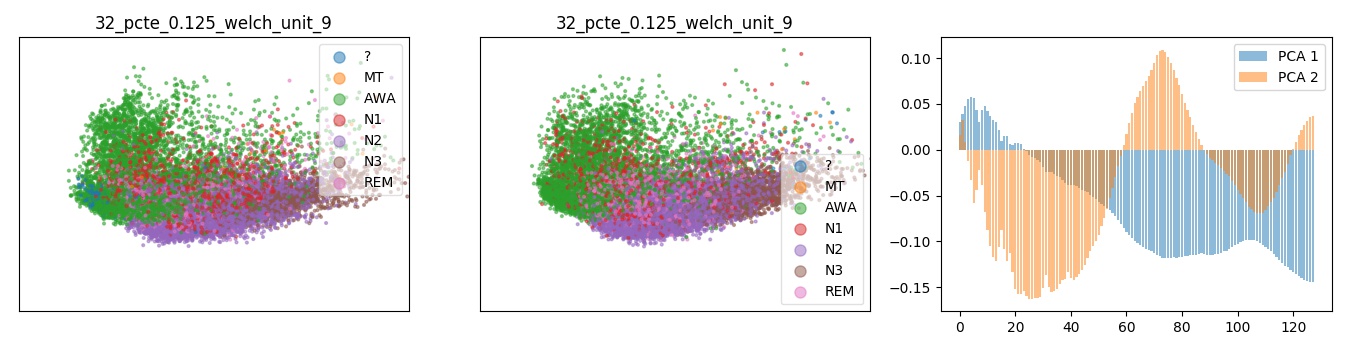 32_pcte_0.125_welch_unit_9
?
MT
AWA
N1
N2
N3
REM
32_pcte_0.125_welch_unit_9
?
MT
AWA
N1
N2
N3
REM
0.10
0.05
0.00
−0.05
−0.10
−0.15
0 20 40 60 80 100 120
PCA 1
PCA 2